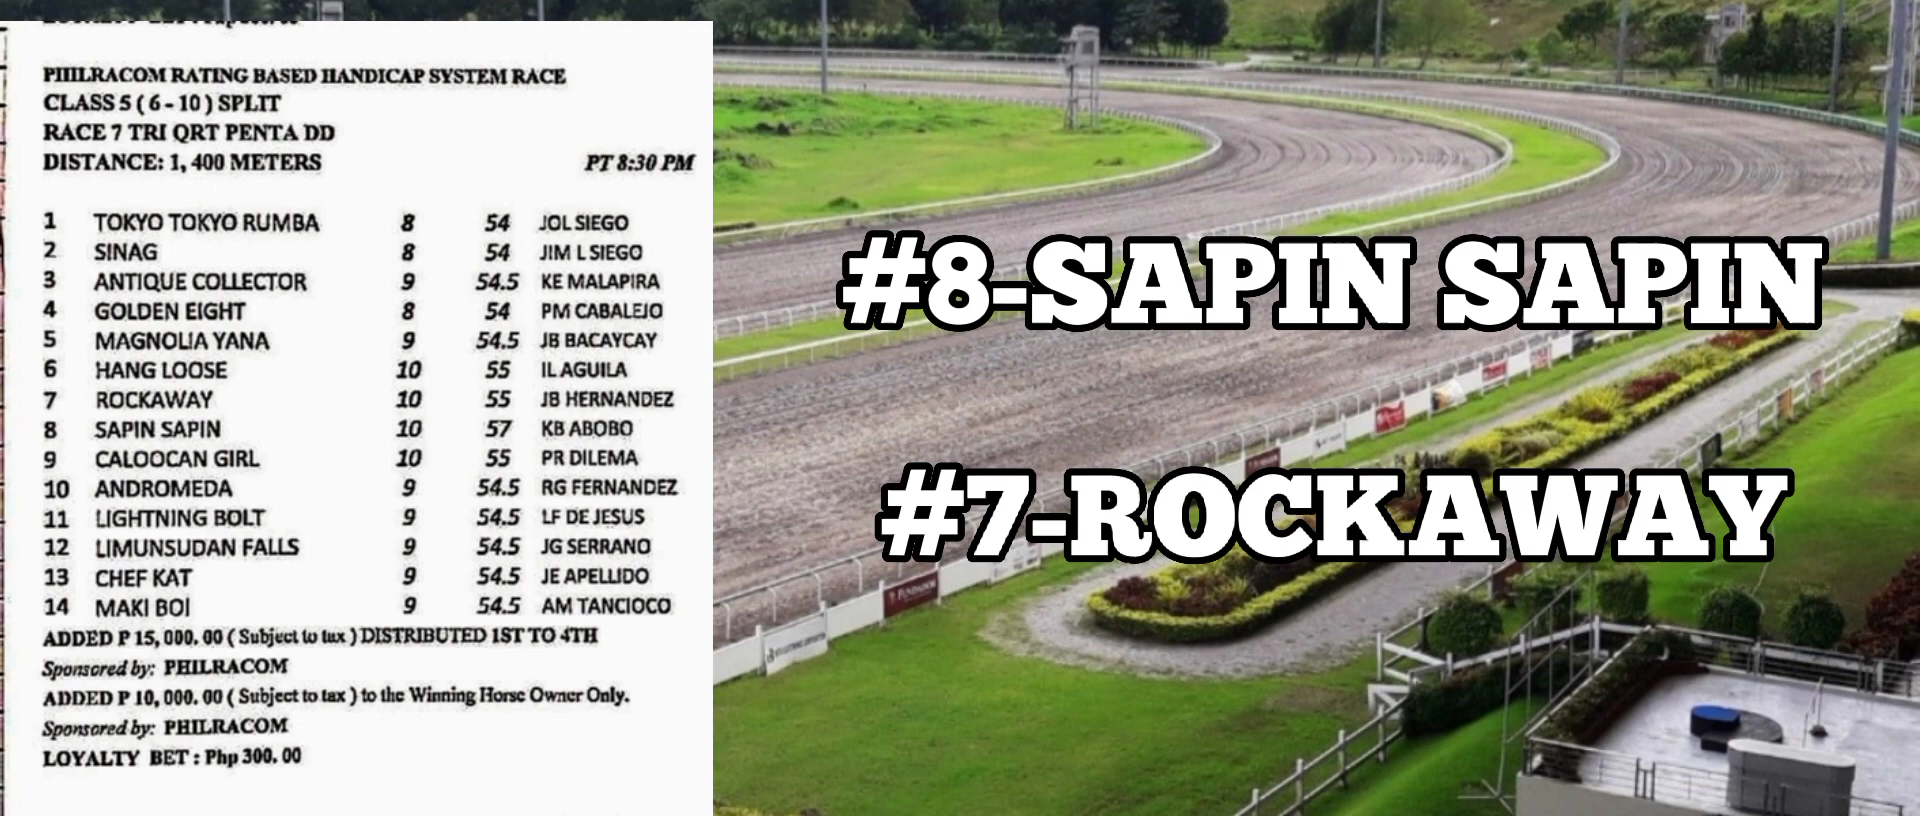 PHILRACOM RATING BASED HANDICAP SYSTEM RACE
CLASS 5 ( 6 - 10 ) SPLIT
RACE 7 TRI QRT PENTA DD
DISTANCE: 1, 400 METERS PT 8:30 PM
1 TOKYO TOKYO RUMBA 8 54 JOL SIEGO
2 SINAG 8 54 JIM L SIEGO
3 ANTIQUE COLLECTOR 9 54.5 KE MALAPIRA
4 GOLDEN EIGHT 8 54 PM CABALEJO
5 MAGNOLIA YANA 9 54.5 JB BACAYCAY
6 HANG LOOSE 10 55 IL AGUILA
7 ROCKAWAY 10 55 JB HERNANDEZ
8 SAPIN SAPIN 10 57 KB ABOBO
9 CALOOCAN GIRL 10 55 PR DILEMA
10 ANDROMEDA 9 54.5 RG FERNANDEZ
11 LIGHTNING BOLT 9 54.5 LF DE JESUS
12 LIMUNSUDAN FALLS 9 54.5 JG SERRANO
13 CHEF KAT 9 54.5 JE APELLIDO
14 MAKI BOI 9 54.5 AM TANCIOCO
ADDED P 15, 000. 00 ( Subject to tax ) DISTRIBUTED 1ST TO 4TH
Sponsored by: PHILRACOM
ADDED P 10, 000. 00 ( Subject to tax ) to the Winning Horse Owner Only.
Sponsored by: PHILRACOM
LOYALTY BET : Php 300. 00
#8-SAPIN SAPIN
#7-ROCKAWAY
FUNDADOR